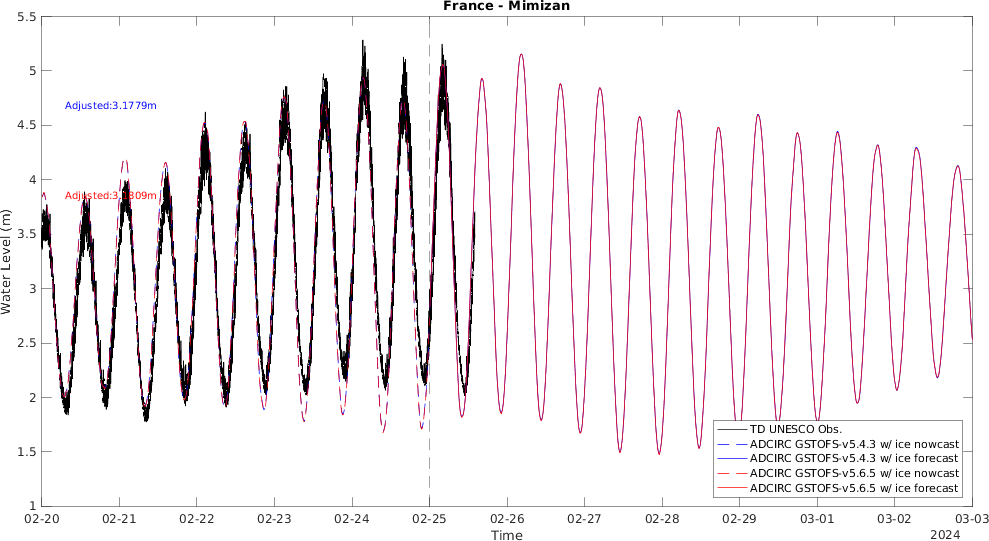 France - Mimizan
5.5
5
4.5
4
3.5
3
2.5
2
1.5
1
Water Level (m)
Adjusted:3.1779m
TD UNESCO Obs.
ADCIRC GSTOFS-v5.4.3 w/ ice nowcast
ADCIRC GSTOFS-v5.4.3 w/ ice forecast
ADCIRC GSTOFS-v5.6.5 w/ ice nowcast
ADCIRC GSTOFS-v5.6.5 w/ ice forecast
02-20 02-21 02-22 02-23 02-24 02-25 02-26 02-27 02-28 02-29 03-01 03-02 03-03
Time
2024